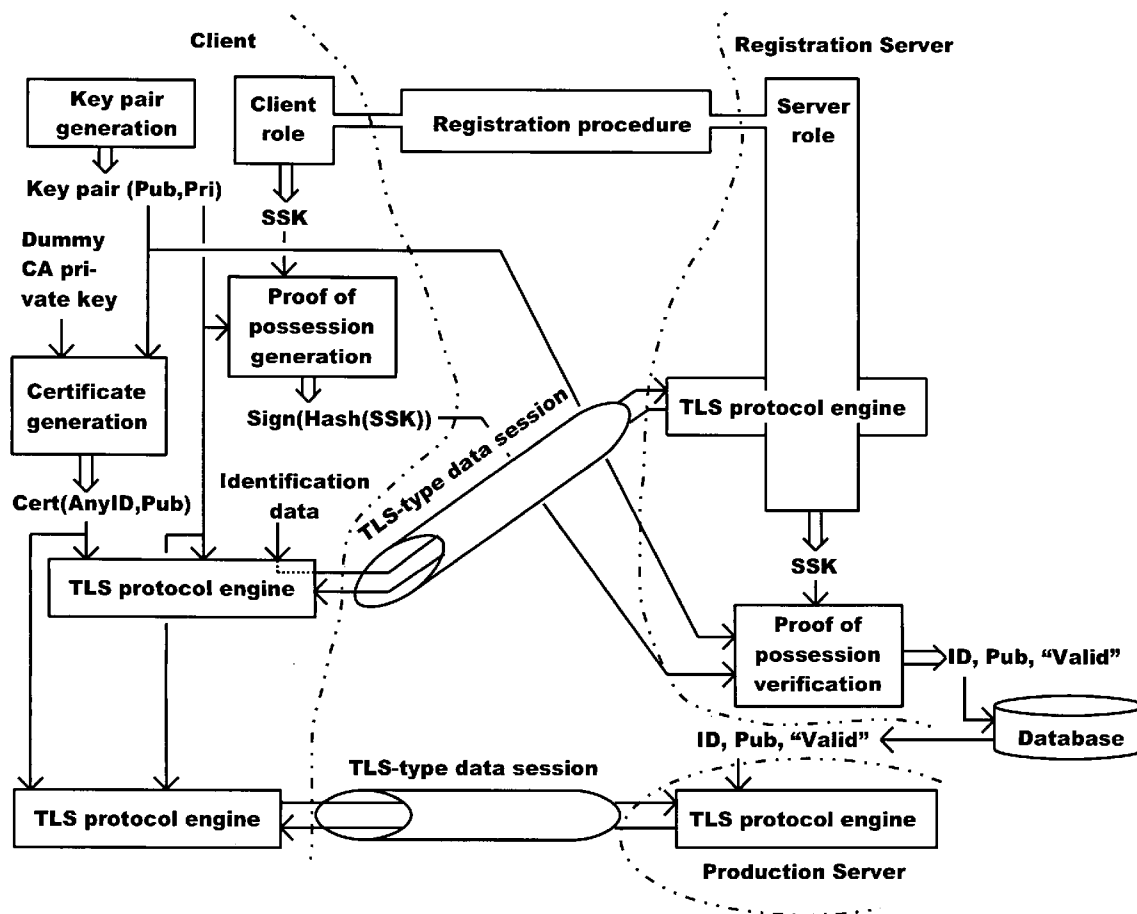 Client
Registration Server
Key pair
generation
Client
role
Registration procedure
Server
role
Key pair (Pub,Pri)
SSK
Dummy
CA pri-
vate key
Proof of
possession
generation
Certificate
generation
Sign(Hash(SSK))
TLS-type data session
TLS protocol engine
Cert(AnyID,Pub)
Identification
data
TLS protocol engine
SSK
Proof of
possession
verification
ID, Pub, “Valid”
Database
ID, Pub, “Valid”
TLS-type data session
TLS protocol engine
TLS protocol engine
Production Server